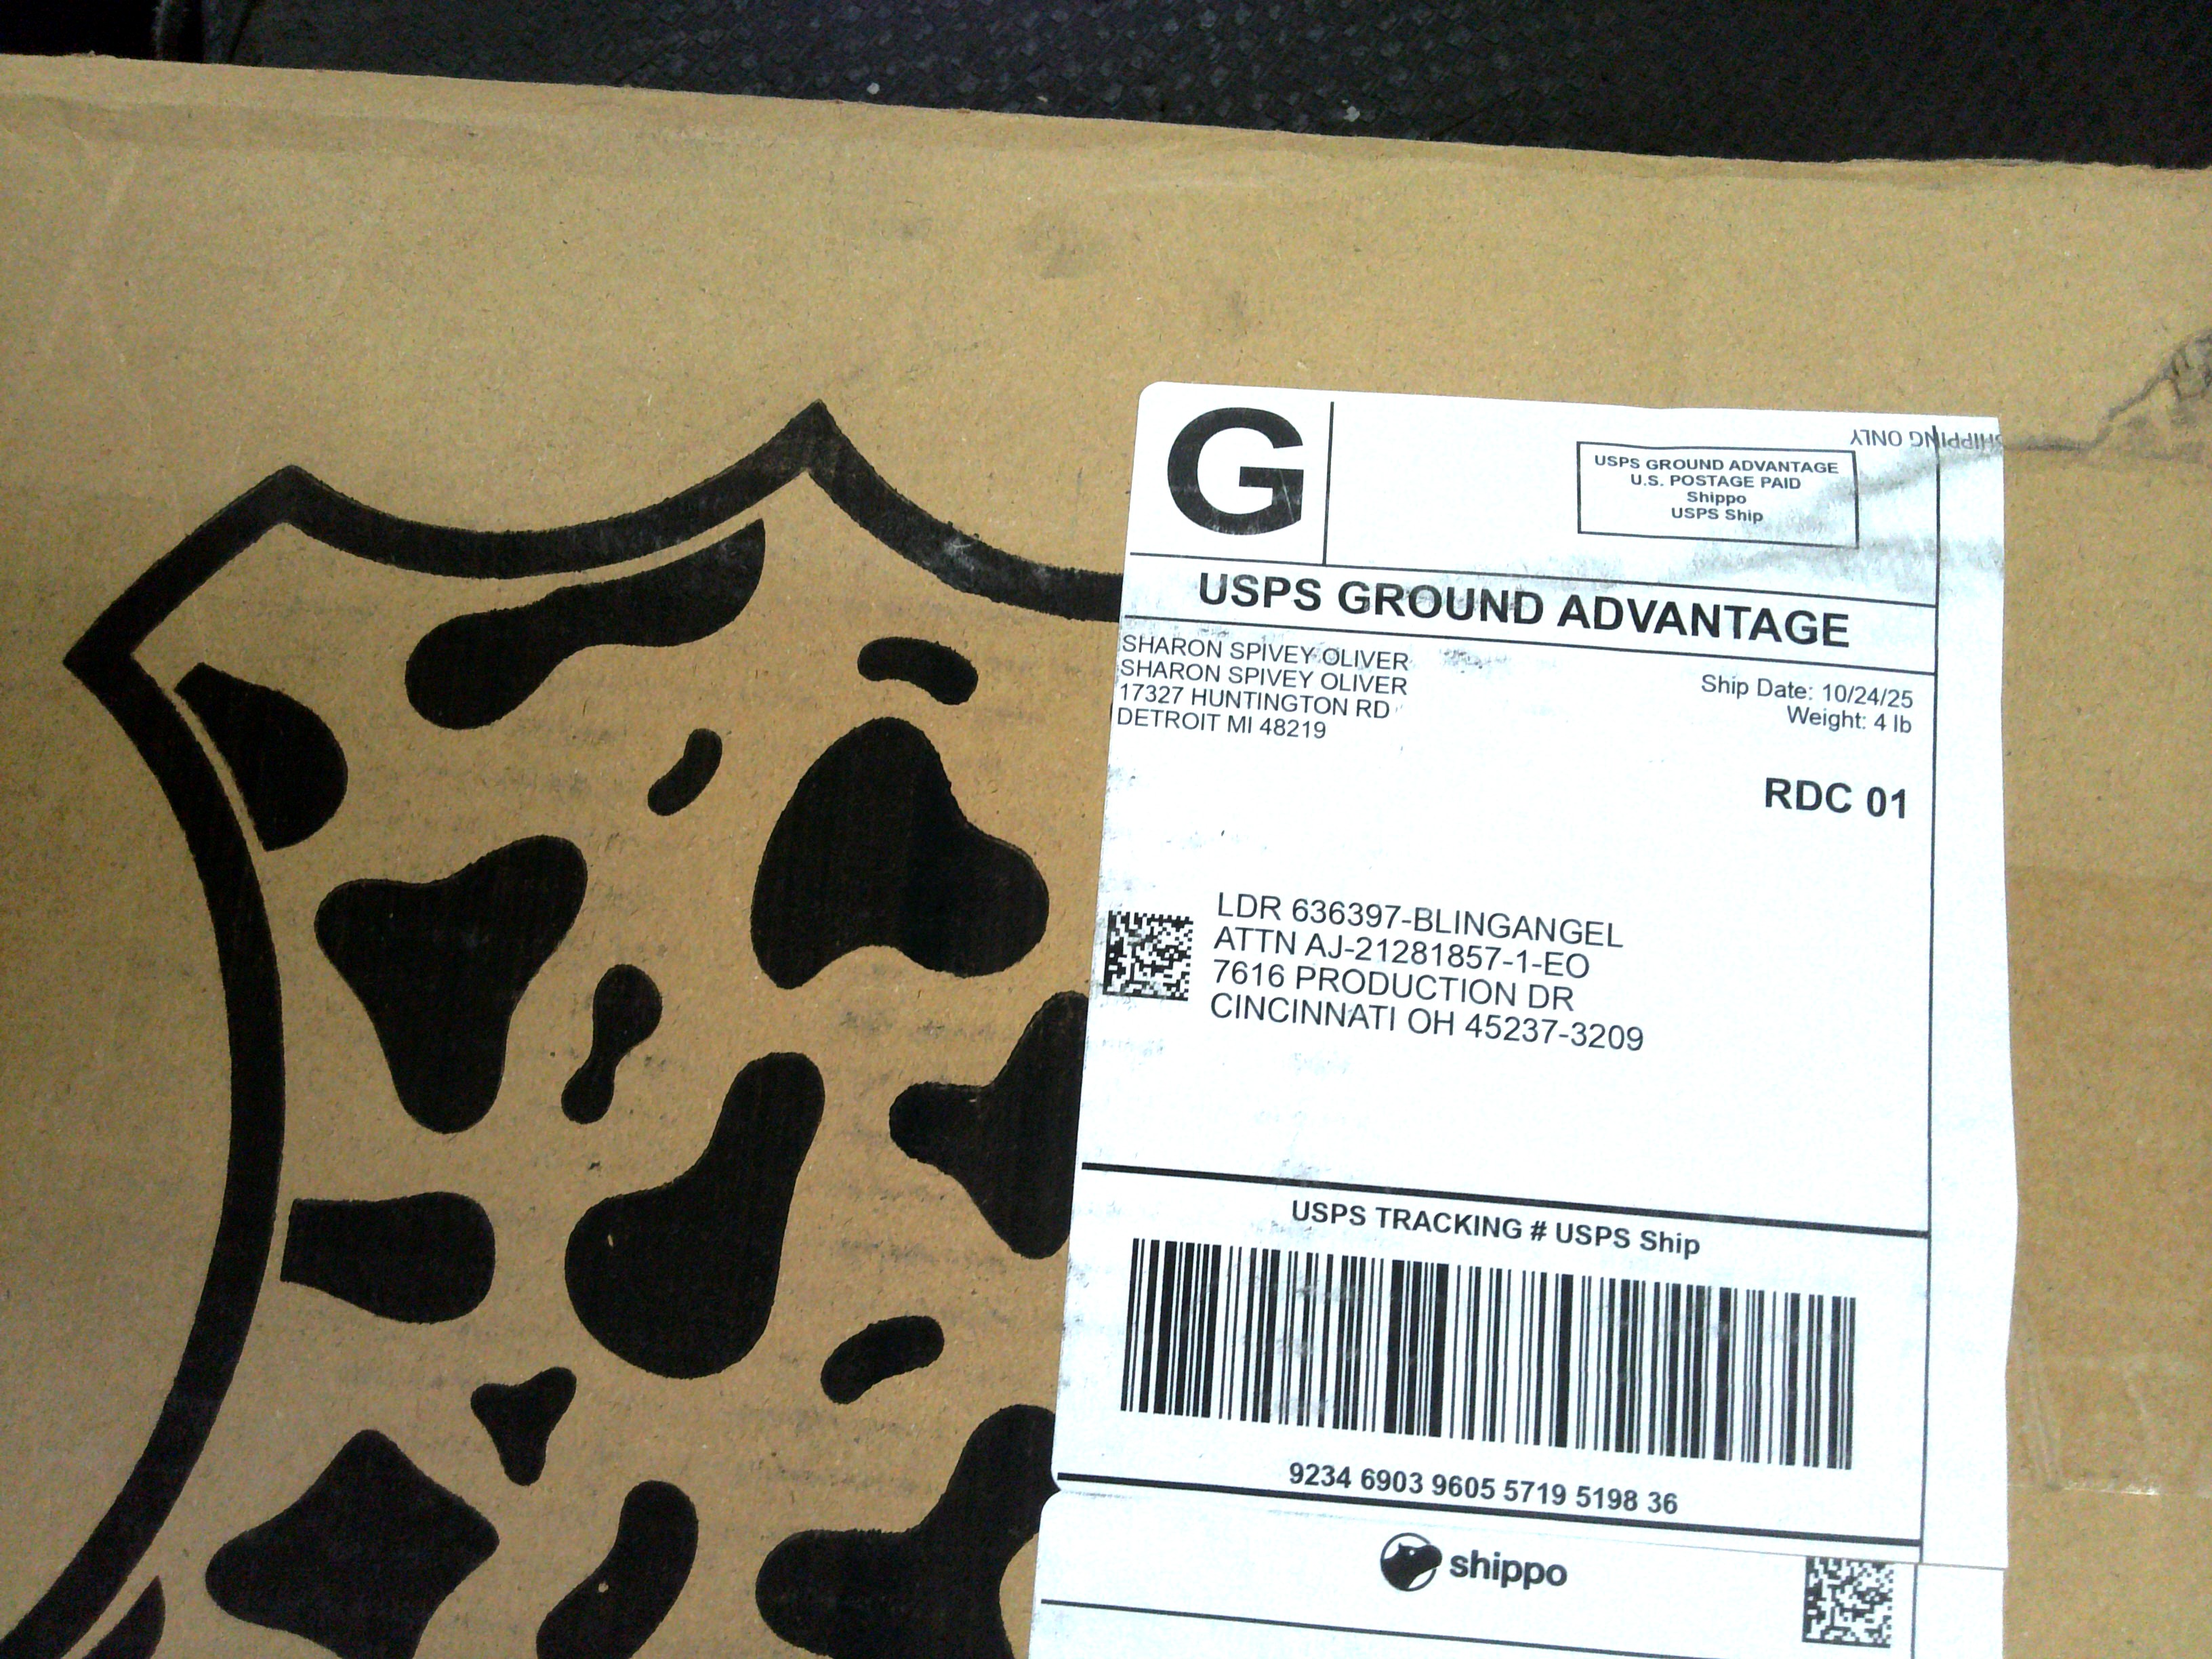 G
SHIPPING ONLY
USPS GROUND ADVANTAGE
U.S. POSTAGE PAID
Shippo
USPS Ship
USPS GROUND ADVANTAGE
SHARON SPIVEY OLIVER
SHARON SPIVEY OLIVER
17327 HUNTINGTON RD
DETROIT MI 48219
Ship Date: 10/24/25
Weight: 4 lb
RDC 01
LDR 636397-BLINGANGEL
ATTN AJ-21281857-1-EO
7616 PRODUCTION DR
CINCINNATI OH 45237-3209
USPS TRACKING # USPS Ship
9234 6903 9605 5719 5198 36
shippo